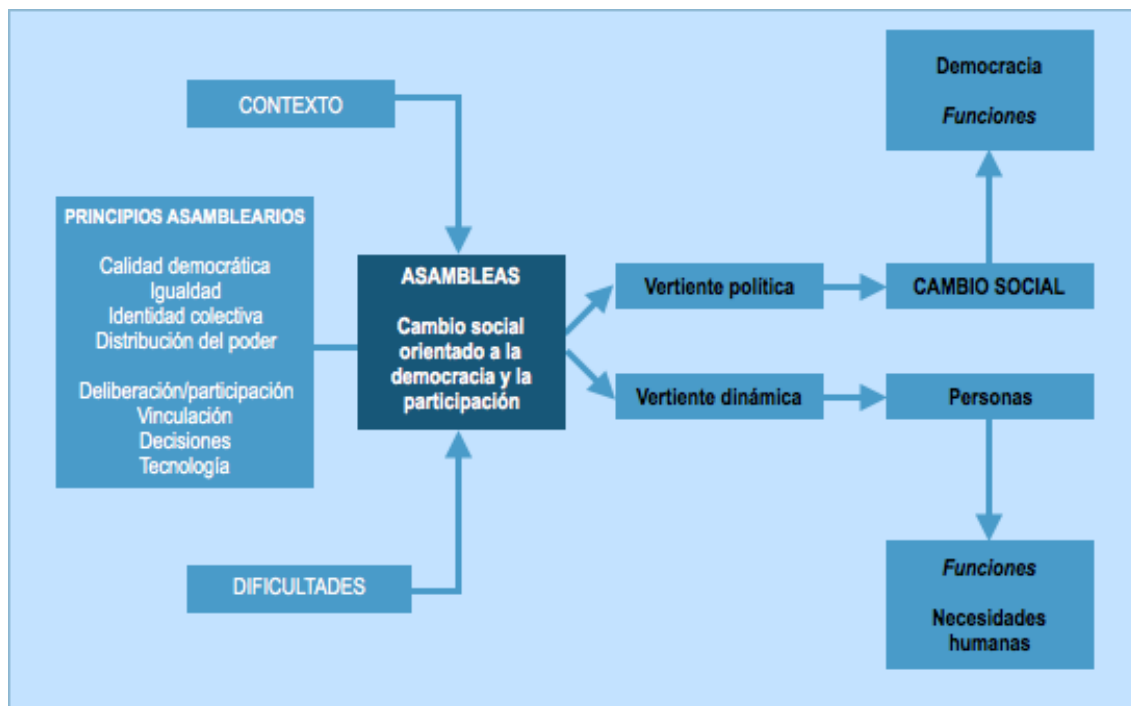 CONTEXTO
PRINCIPIOS ASAMBLEARIOS
Calidad democrática
Igualdad
Identidad colectiva
Distribución del poder
Deliberación/participación
Vinculación
Decisiones
Tecnología
DIFICULTADES
ASAMBLEAS
Cambio social
orientado a la
democracia y la
participación
Vertiente política
CAMBIO SOCIAL
Democracia
Funciones
Vertiente dinámica
Personas
Funciones
Necesidades
humanas